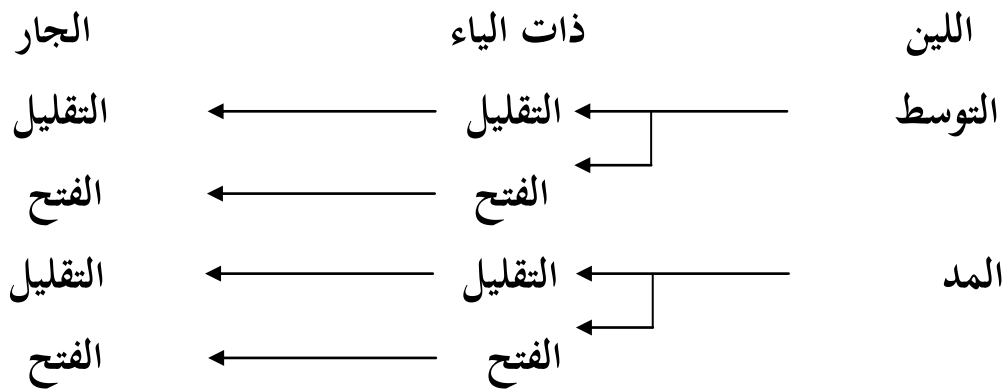 اللين ذات الياء الجار
التوسط التقليل التقليل
الفتح الفتح
المد التقليل التقليل
الفتح الفتح